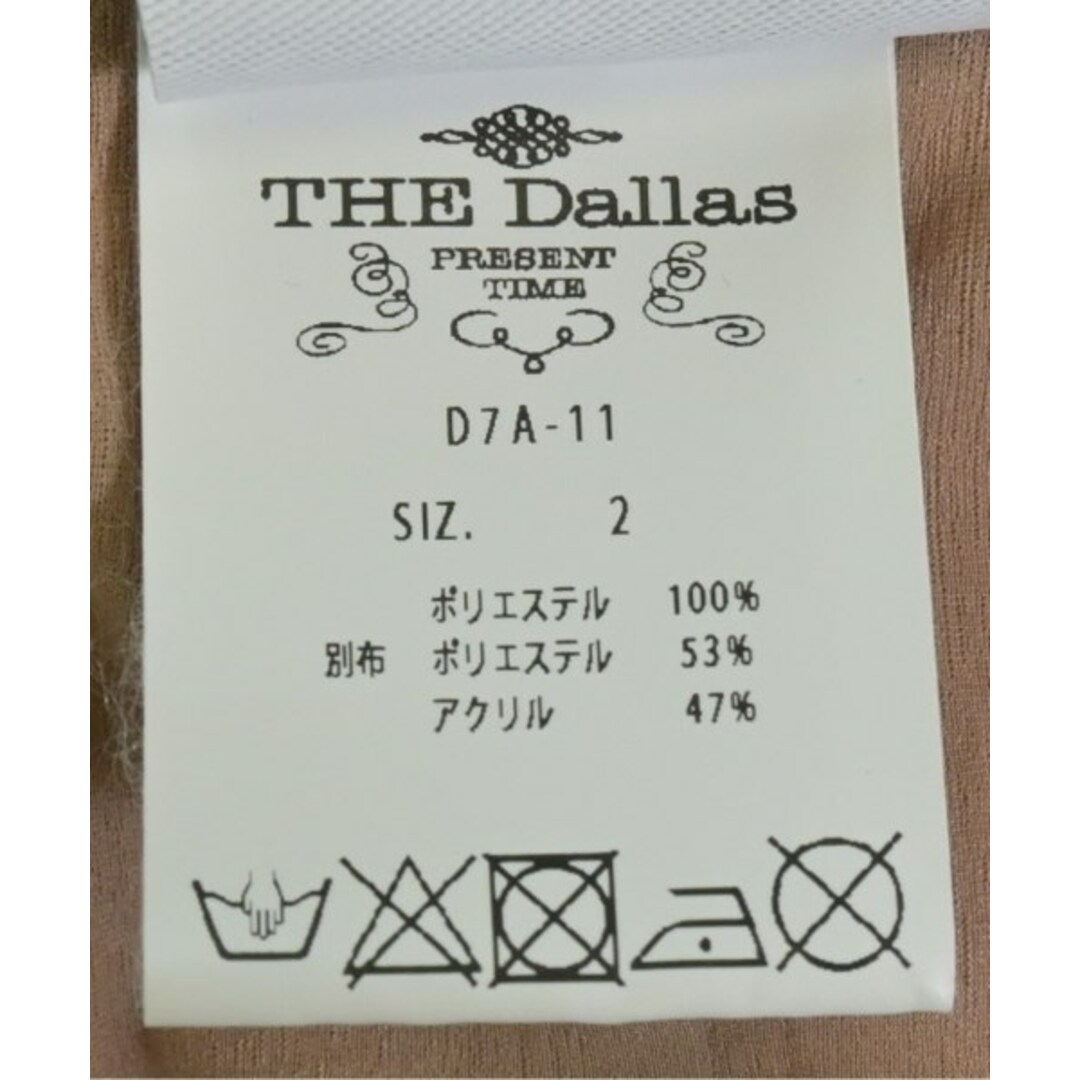 THE Dallas
PRESENT
TIME
D7A-11
SIZ. 2
ポリエステル 100%
別布 ポリエステル 53%
アクリル 47%